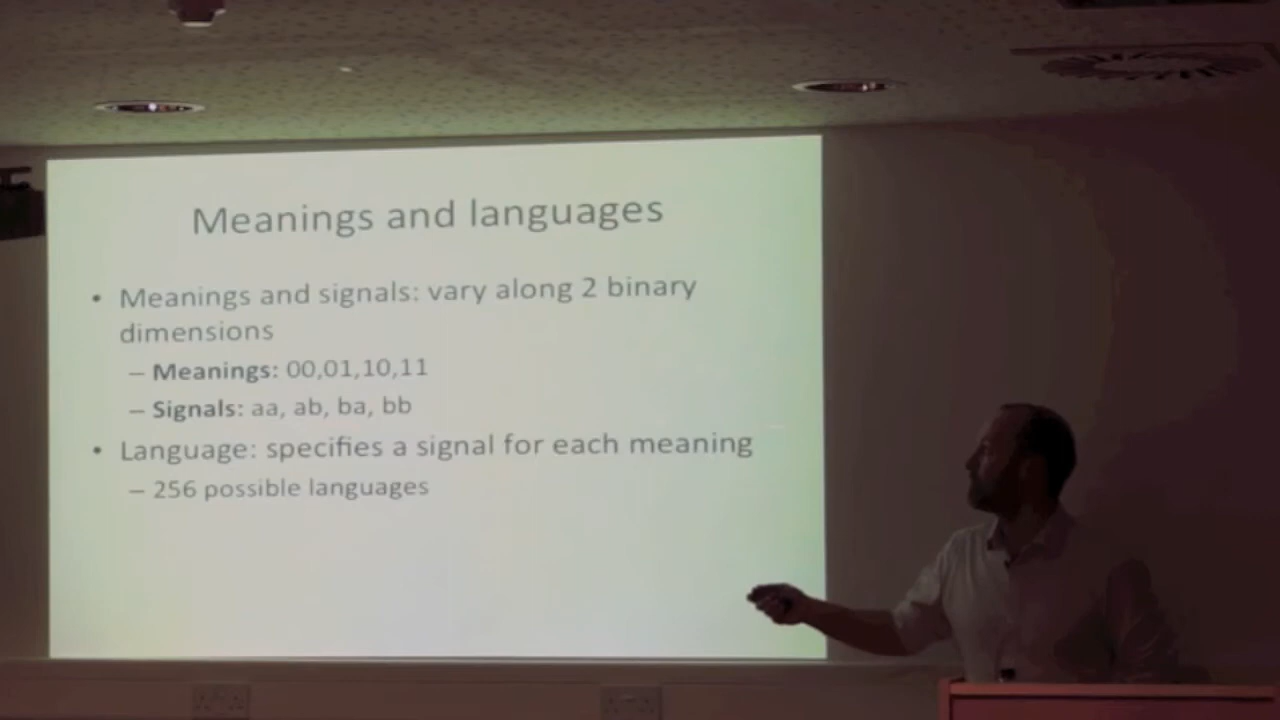 Meanings and languages
• Meanings and signals: vary along 2 binary
dimensions
– Meanings: 00,01,10,11
– Signals: aa, ab, ba, bb
• Language: specifies a signal for each meaning
– 256 possible languages